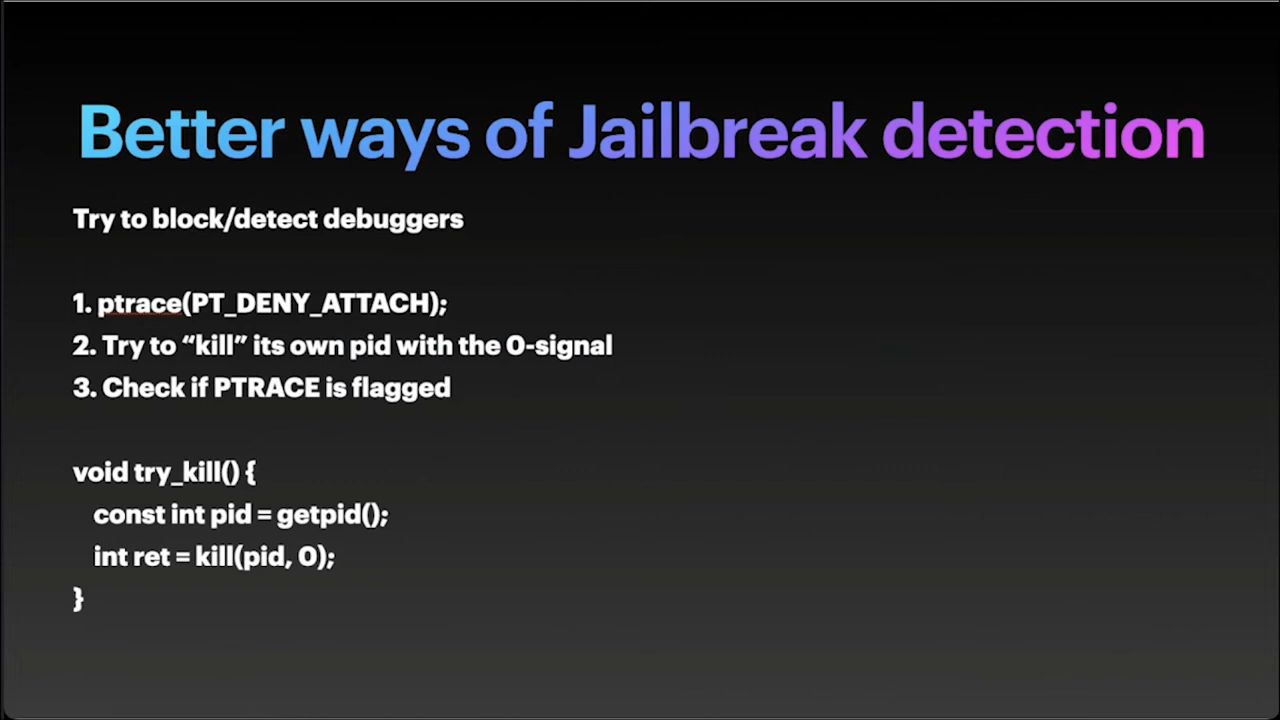 Better ways of Jailbreak detection
Try to block/detect debuggers
1. ptrace(PT_DENY_ATTACH);
2. Try to “kill” its own pid with the 0-signal
3. Check if PTRACE is flagged
void try_kill() {
const int pid = getpid();
int ret = kill(pid, 0);
}